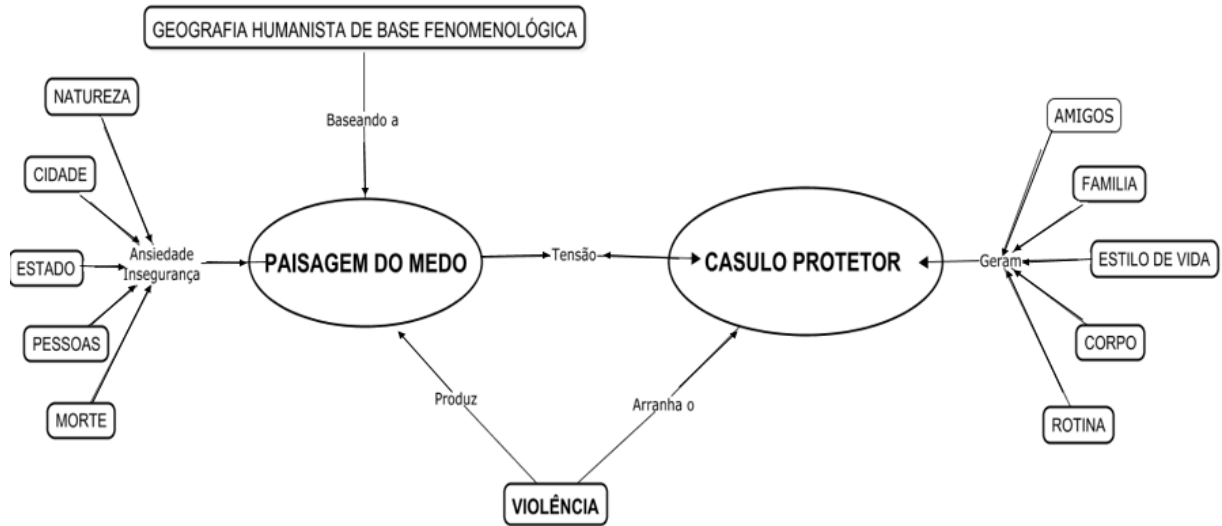 GEOGRAFIA HUMANISTA DE BASE FENOMENOLÓGICA
Baseando a
NATUREZA
CIDADE
ESTADO
PESSOAS
MORTE
Ansiedade
Insegurança
PAISAGEM DO MEDO
Tensão
CASULO PROTETOR
Geram
AMIGOS
FAMILIA
ESTILO DE VIDA
CORPO
ROTINA
Produz
Arranha o
VIOLÊNCIA